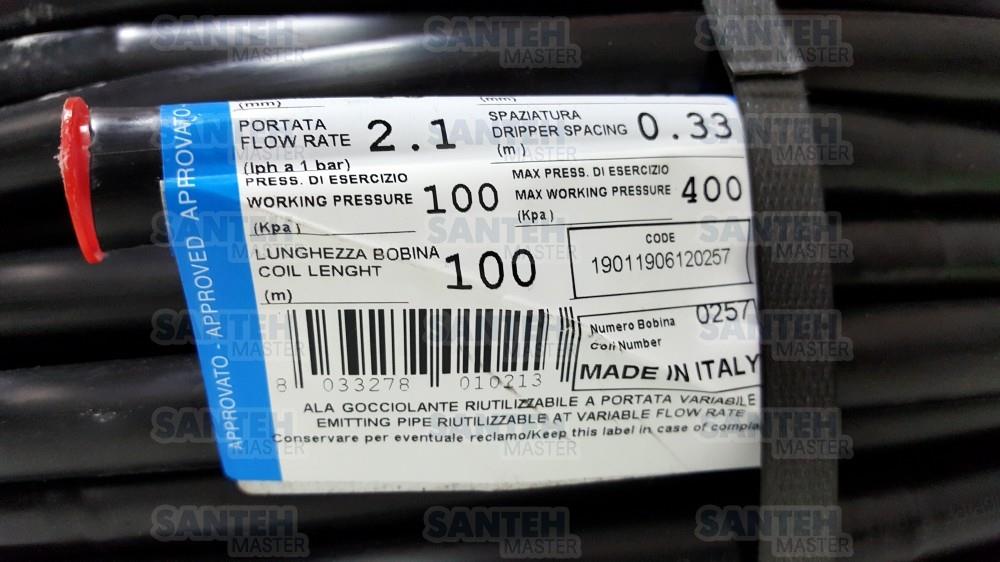 (mm)
(mm)
PORTATA
FLOW RATE 2.1
(lph a 1 bar)
SPAZIATURA
DRIPPER SPACING 0.33
(m)
PRESS. DI ESERCIZIO
WORKING PRESSURE 100
(Kpa)
MAX PRESS. DI ESERCIZIO
MAX WORKING PRESSURE 400
(Kpa)
LUNGHEZZA BOBINA
COIL LENGHT 100
(m)
CODE
19011906120257
Numero Bobina 0257
Coil Number
MADE IN ITALY
8 033278 010213
ALA GOCCIOLANTE RIUTILIZZABILE A PORTATA VARIABILE
EMITTING PIPE RIUTILIZZABLE AT VARIABLE FLOW RATE
Conservare per eventuale reclamo/Keep this label in case of complai
APPROVATO - APPROVED APPROVATO
SANTEH MASTER